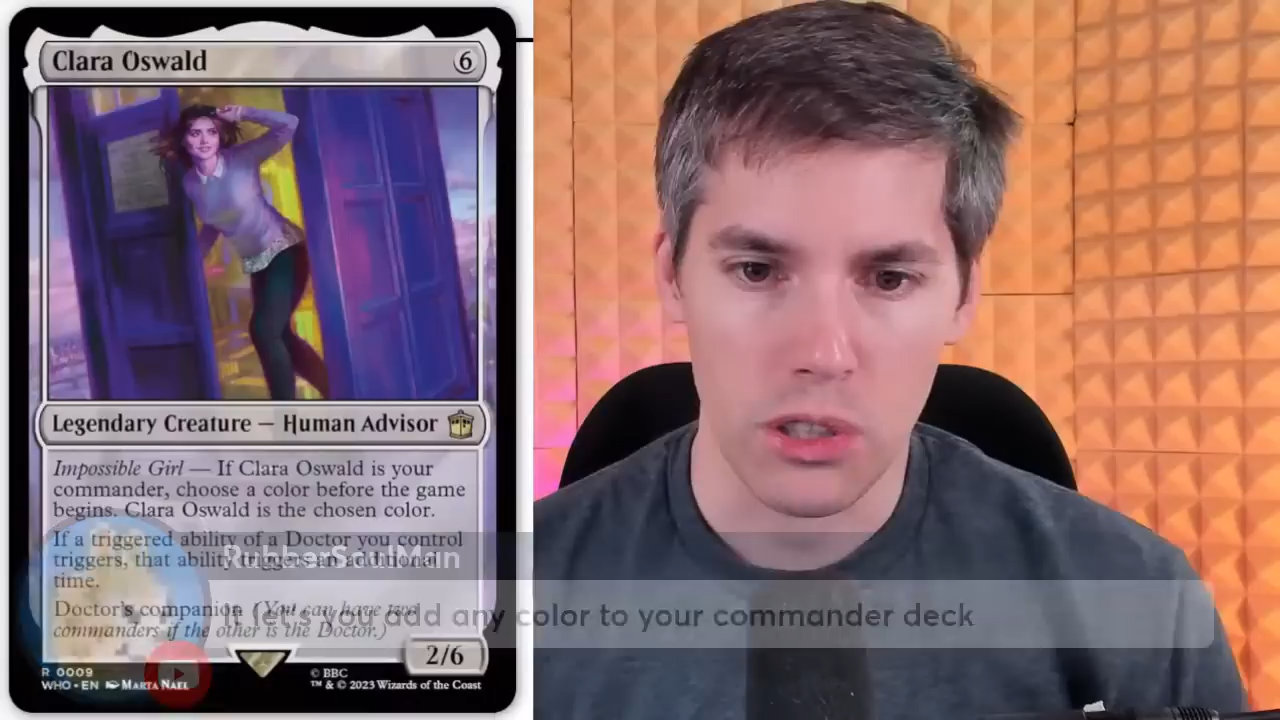 Clara Oswald 6
Legendary Creature — Human Advisor
Impossible Girl — If Clara Oswald is your
commander, choose a color before the game
begins. Clara Oswald is the chosen color.
If a triggered ability of a Doctor you control
triggers, that ability triggers an additional
time.
Doctor's companion (You can have two
commanders if the other is the Doctor.)
2/6
R 0009
WHO • EN Marta Nael
© BBC
™ & © 2023 Wizards of the Coast
RubberSoulMan
It let's you add any color to your commander deck